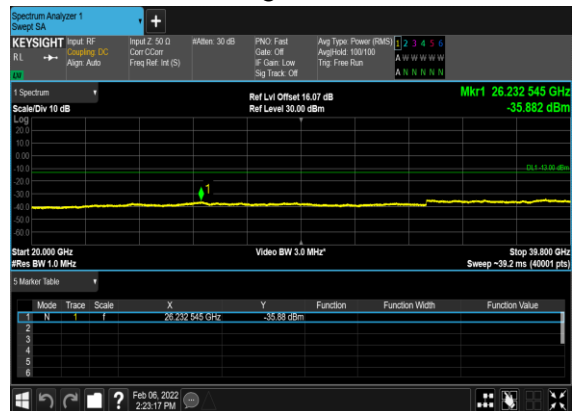 Spectrum Analyzer 1
Swept SA
+
KEYSIGHT Input: RF Input Z: 50 Ω #Atten: 30 dB PNO: Fast Avg Type: Power (RMS) 1 2 3 4 5 6
RL Coupling: DC Corr CCorr Gate: Off Avg|Hold: 100/100 A W W W W W
Align: Auto Freq Ref: Int (S) IF Gain: Low Trig: Free Run
Sig Track: Off A N N N N N
1 Spectrum Ref Lvl Offset 16.07 dB Mkr1 26.232 545 GHz
Scale/Div 10 dB Ref Level 30.00 dBm -35.882 dBm
Log
20.0
10.0
0.00
-10.0 DL1 -13.00 dBm
-20.0
-30.0 1
-40.0
-50.0
-60.0
Start 20.000 GHz Video BW 3.0 MHz* Stop 39.800 GHz
#Res BW 1.0 MHz Sweep ~39.2 ms (40001 pts)
5 Marker Table
Mode Trace Scale X Y Function Function Width Function Value
1 N 1 f 26.232 545 GHz -35.88 dBm
2
3
4
5
6
? Feb 06, 2022
2:23:17 PM